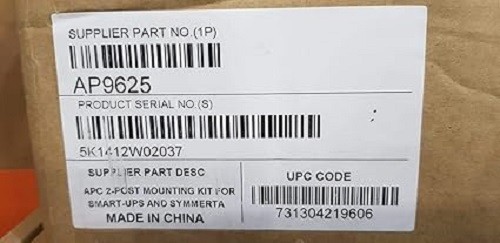 SUPPLIER PART NO.(1P)
AP9625
PRODUCT SERIAL NO.(S)
5K1412W02037
SUPPLIER PART DESC
APC 2-POST MOUNTING KIT FOR
SMART-UPS AND SYMMERTA
MADE IN CHINA
UPC CODE
731304219606